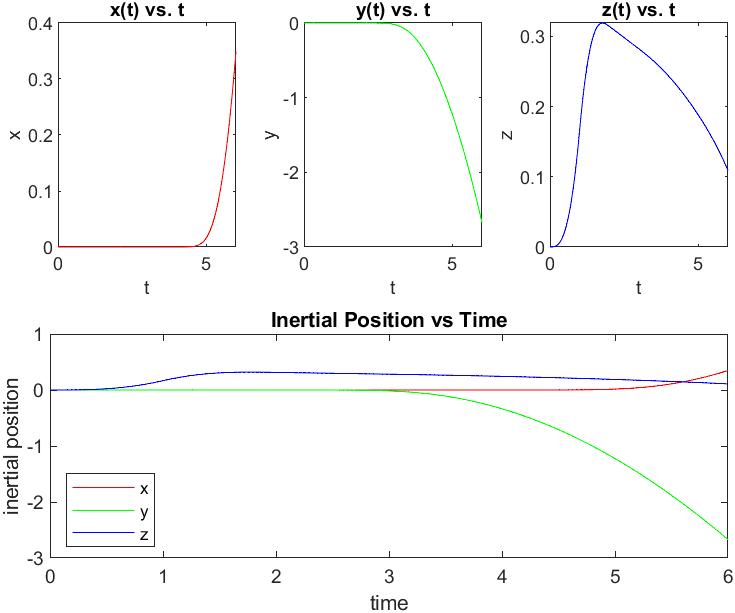 x(t) vs. t
0.4
0.3
0.2
0.1
0
x
0
5
t
y(t) vs. t
0
-1
-2
-3
y
0
5
t
z(t) vs. t
0.3
0.2
0.1
0
z
0
5
t
Inertial Position vs Time
1
0
-1
-2
-3
inertial position
x
y
z
0 1 2 3 4 5 6
time